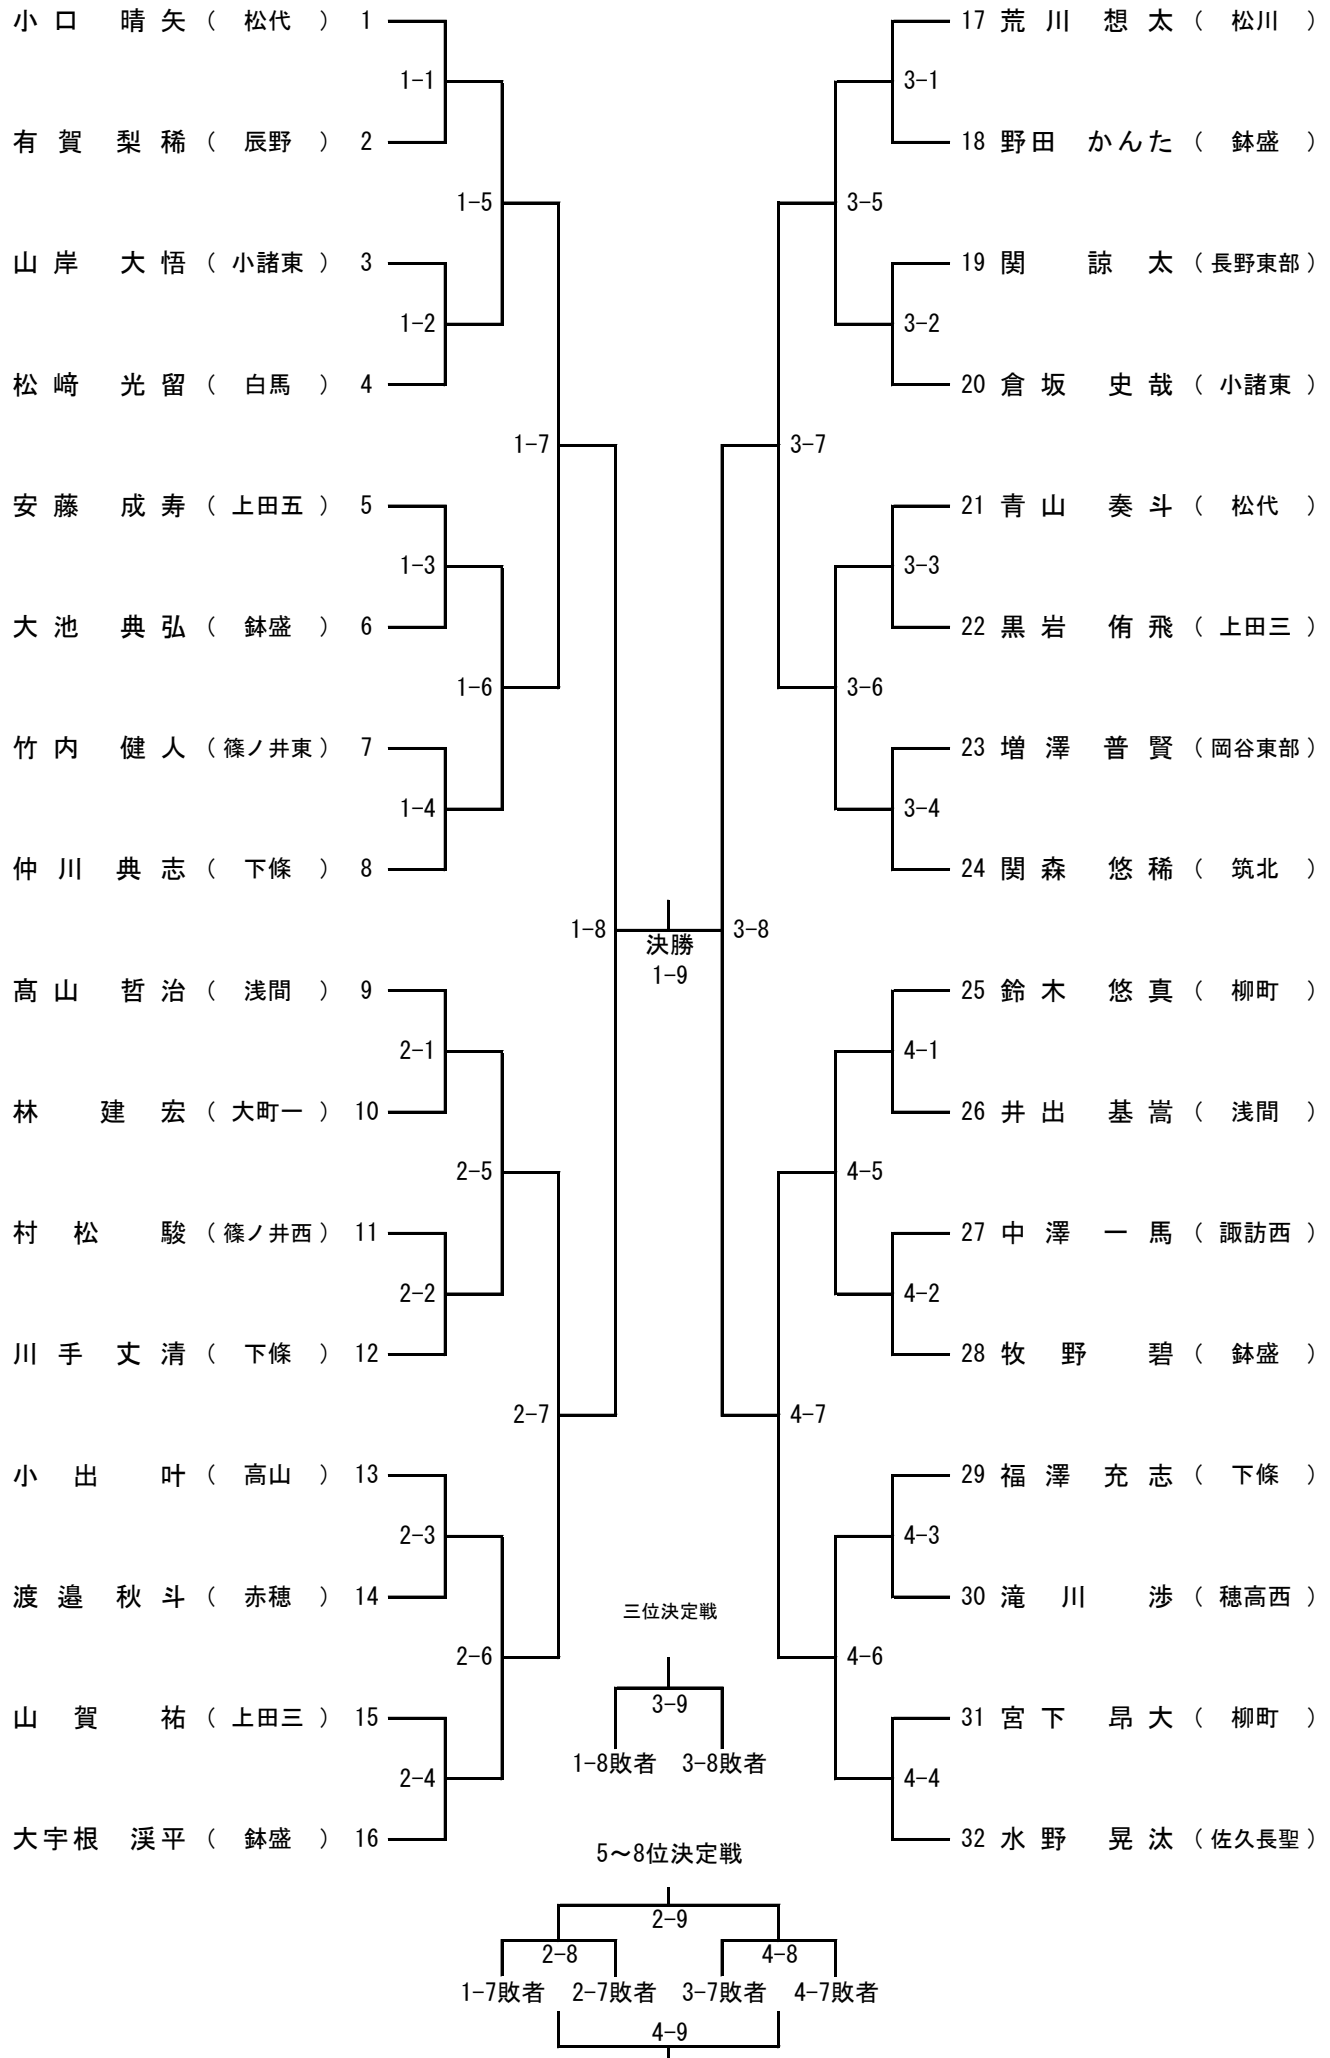 小口 晴矢 ( 松代 ) 1
1-1
有賀 梨稀 ( 辰野 ) 2
1-5
山岸 大悟 ( 小諸東 ) 3
1-2
松﨑 光留 ( 白馬 ) 4
1-7
安藤 成寿 ( 上田五 ) 5
1-3
大池 典弘 ( 鉢盛 ) 6
1-6
竹内 健人 ( 篠ノ井東 ) 7
1-4
仲川 典志 ( 下條 ) 8
1-8
髙山 哲治 ( 浅間 ) 9
2-1
林 建宏 ( 大町一 ) 10
2-5
村松 駿 ( 篠ノ井西 ) 11
2-2
川手 丈清 ( 下條 ) 12
2-7
小出 叶 ( 高山 ) 13
2-3
渡邉 秋斗 ( 赤穂 ) 14
2-6
山賀 祐 ( 上田三 ) 15
2-4
大宇根 渓平 ( 鉢盛 ) 16
17 荒川 想太 ( 松川 )
3-1
18 野田 かんた ( 鉢盛 )
3-5
19 関 諒太 ( 長野東部 )
3-2
20 倉坂 史哉 ( 小諸東 )
3-7
21 青山 奏斗 ( 松代 )
3-3
22 黒岩 侑飛 ( 上田三 )
3-6
23 増澤 普賢 ( 岡谷東部 )
3-4
24 関森 悠稀 ( 筑北 )
3-8
25 鈴木 悠真 ( 柳町 )
4-1
26 井出 基嵩 ( 浅間 )
4-5
27 中澤 一馬 ( 諏訪西 )
4-2
28 牧野 碧 ( 鉢盛 )
4-7
29 福澤 充志 ( 下條 )
4-3
30 滝川 渉 ( 穂高西 )
4-6
31 宮下 昂大 ( 柳町 )
4-4
32 水野 晃汰 ( 佐久長聖 )
決勝
1-9
三位決定戦
3-9
1-8敗者 3-8敗者
5～8位決定戦
2-9
2-8 4-8
1-7敗者 2-7敗者 3-7敗者 4-7敗者
4-9